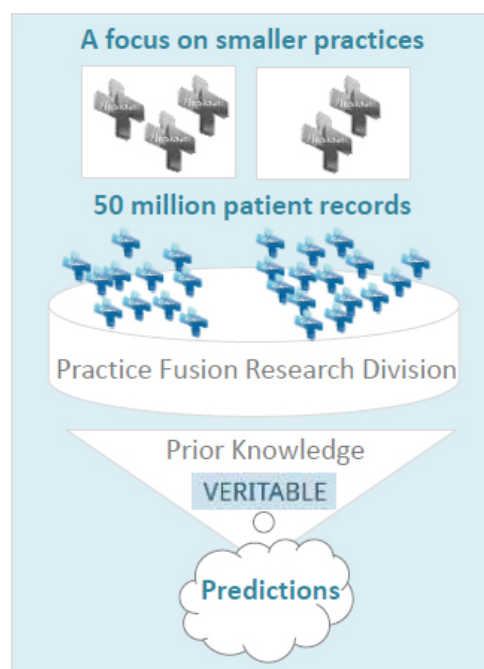 A focus on smaller practices
50 million patient records
Practice Fusion Research Division
Prior Knowledge
VERITABLE
Predictions